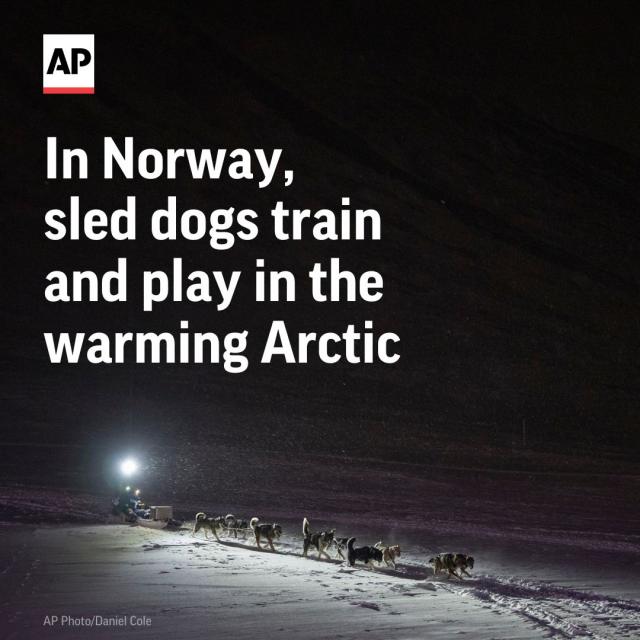 AP
In Norway,
sled dogs train
and play in the
warming Arctic
AP Photo/Daniel Cole